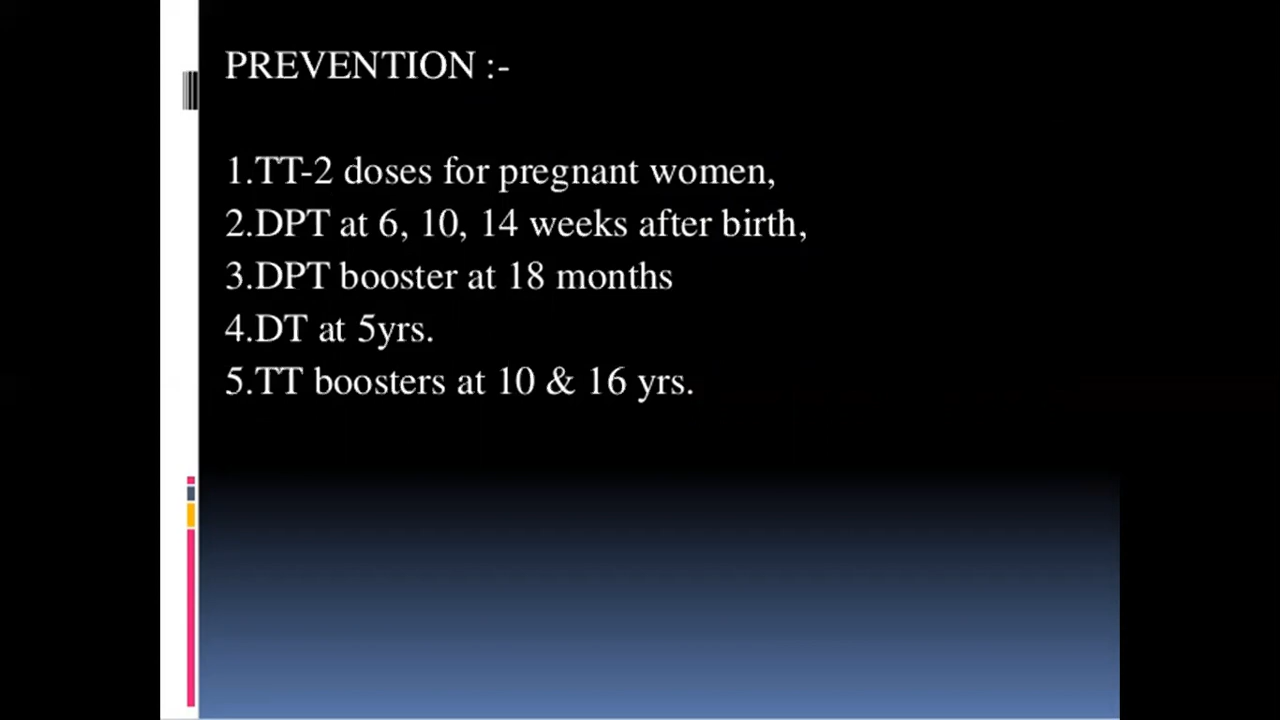 PREVENTION :-
1.TT-2 doses for pregnant women,
2.DPT at 6, 10, 14 weeks after birth,
3.DPT booster at 18 months
4.DT at 5yrs.
5.TT boosters at 10 & 16 yrs.